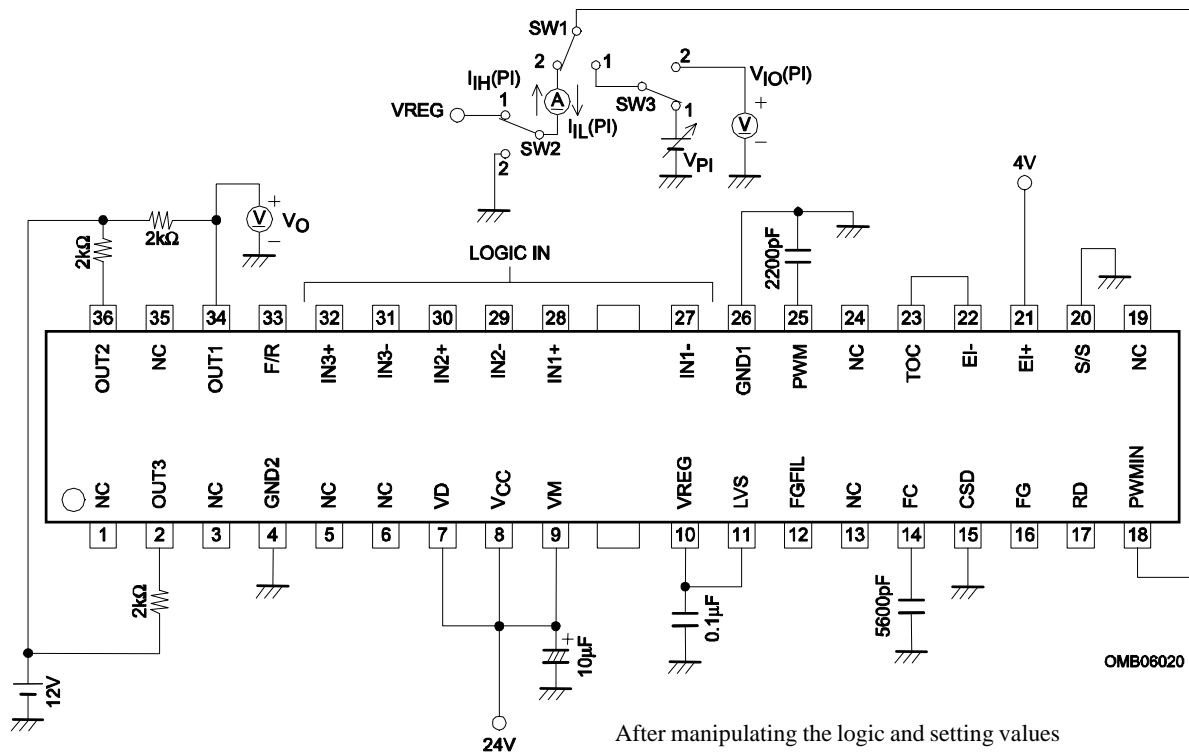 SW1
2
1
2
I_IH(PI)
V_IO(PI)
1
A
SW3
+
VREG
I_IL(PI)
1
V
SW2
−
2
V_PI
4V
+
V
V_O
−
2kΩ
2kΩ
LOGIC IN
2200pF
36 35 34 33 32 31 30 29 28 27 26 25 24 23 22 21 20 19
OUT2 NC OUT1 F/R IN3+ IN3- IN2+ IN2- IN1+ IN1- GND1 PWM NC TOC EI- EI+ S/S NC
NC OUT3 NC GND2 NC NC VD VCC VM VREG LVS FGFIL NC FC CSD FG RD PWMIN
1 2 3 4 5 6 7 8 9 10 11 12 13 14 15 16 17 18
2kΩ
+
10μF
0.1μF
5600pF
OMB06020
12V
24V
After manipulating the logic and setting values